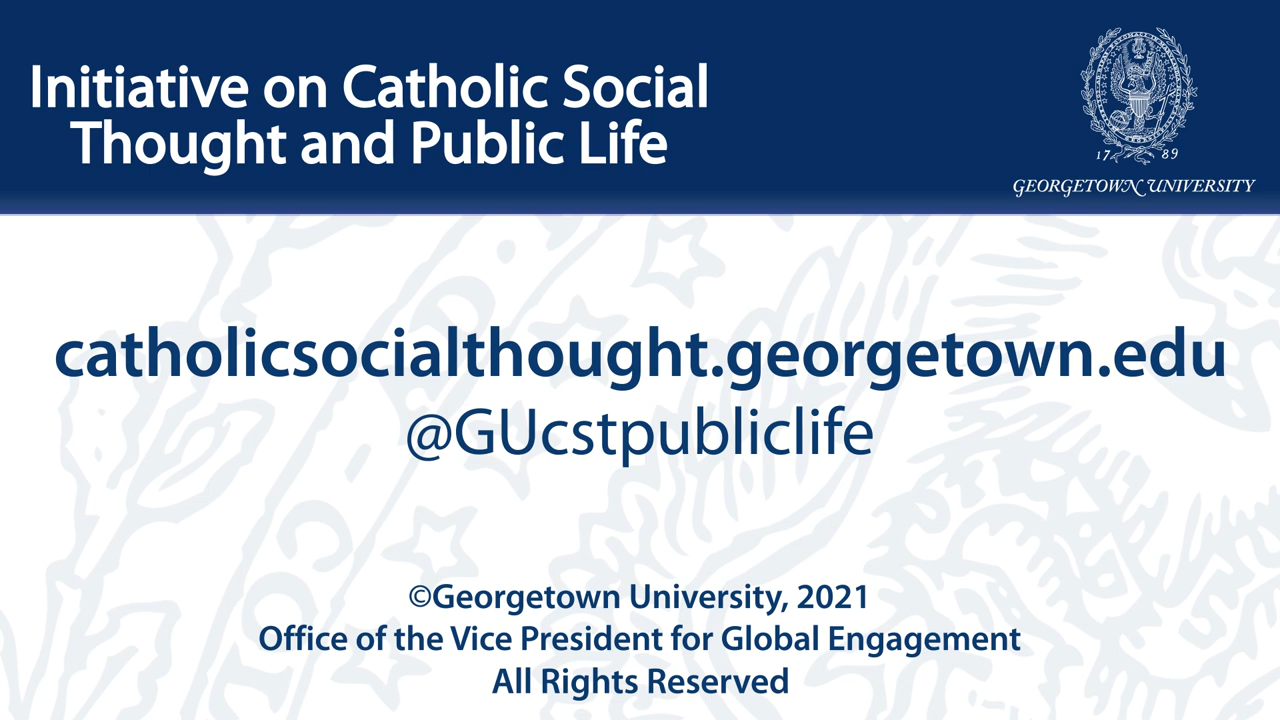 Initiative on Catholic Social
Thought and Public Life
17 89
GEORGETOWN UNIVERSITY
catholicsocialthought.georgetown.edu
@GUcstpubliclife
©Georgetown University, 2021
Office of the Vice President for Global Engagement
All Rights Reserved